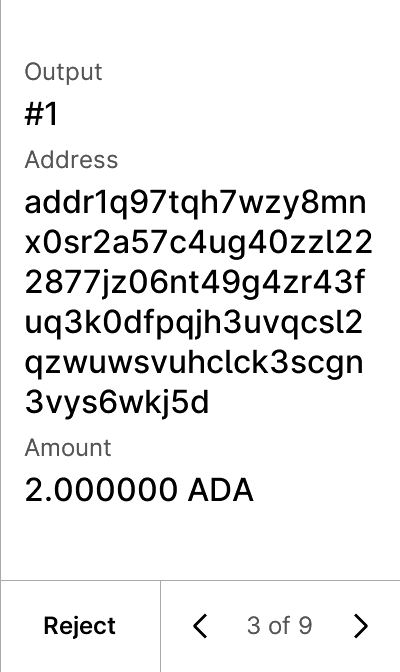 Output
#1
Address
addr1q97tqh7wzy8mn
x0sr2a57c4ug40zzl22
2877jz06nt49g4zr43f
uq3k0dfpqjh3uvqcsl2
qzwuwsvuhclck3scgn
3vys6wkj5d
Amount
2.000000 ADA
Reject
3 of 9